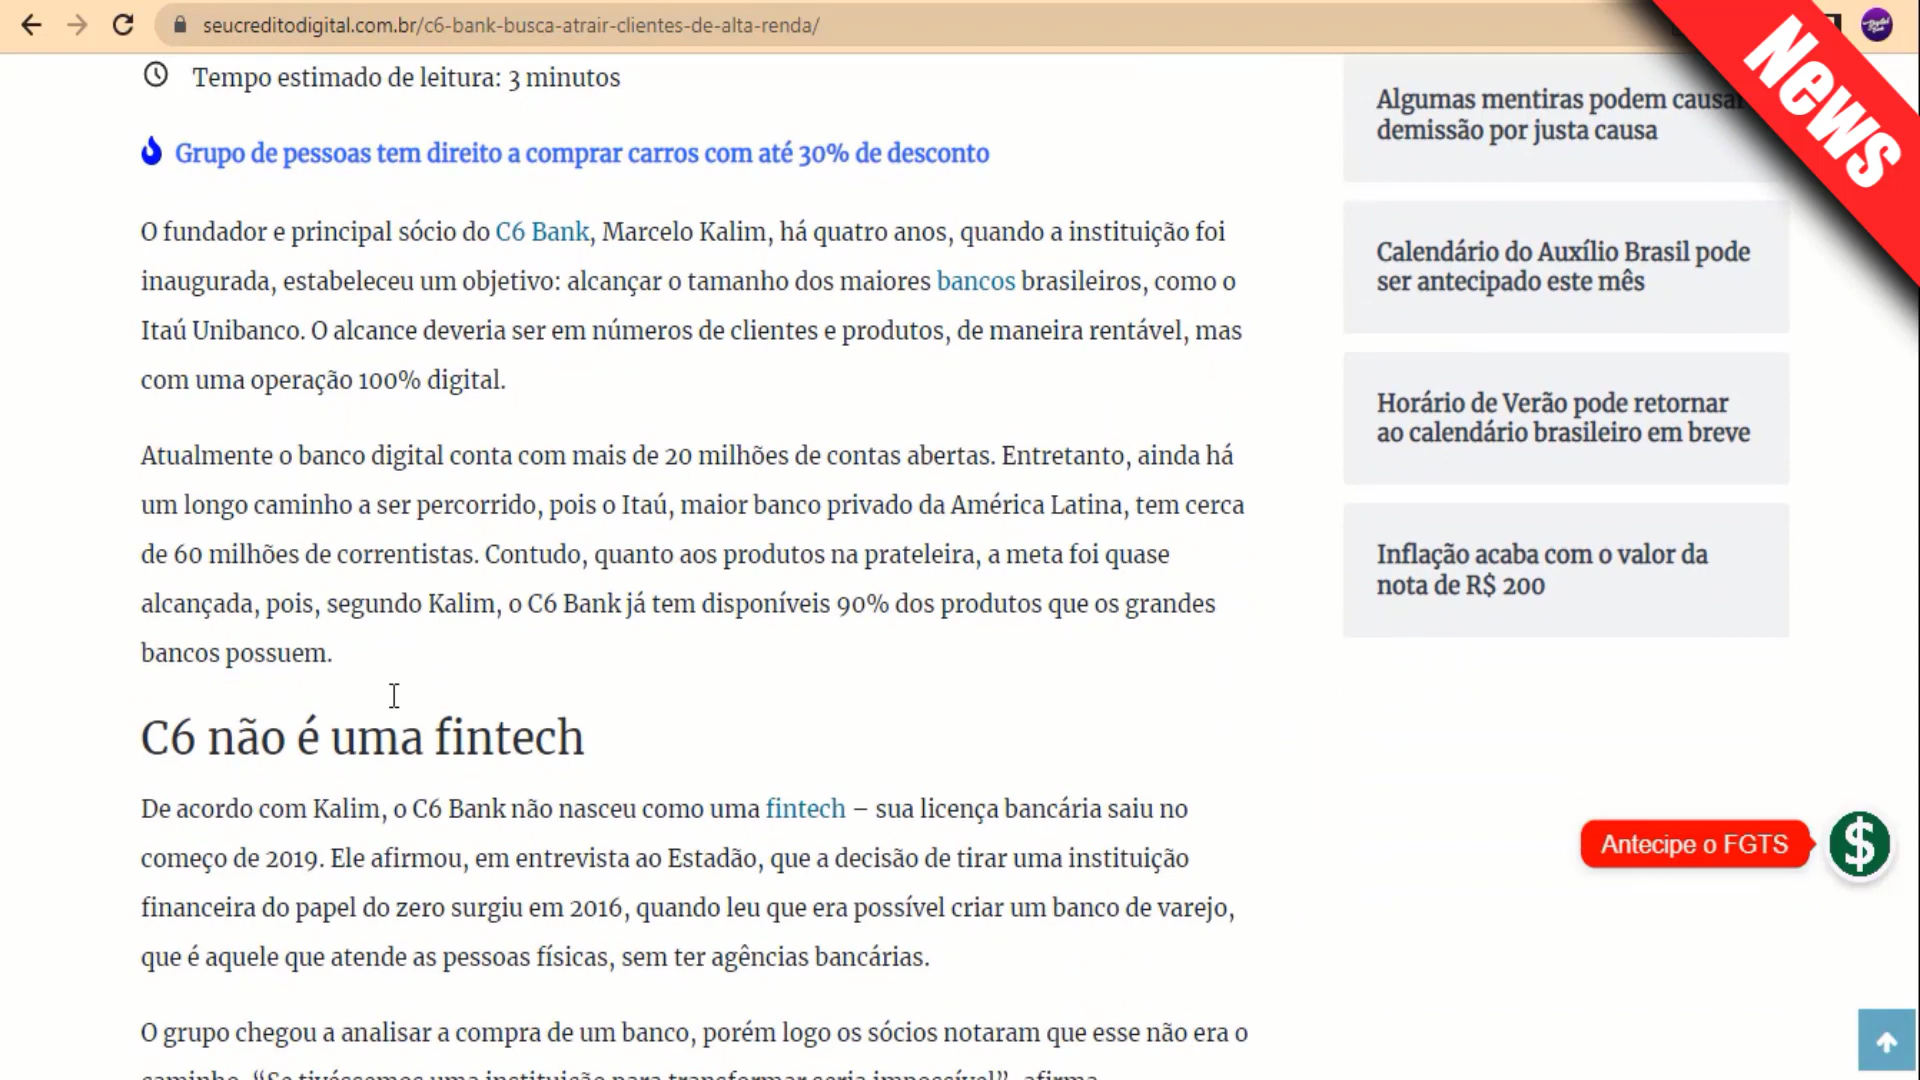 seucreditodigital.com.br/c6-bank-busca-atrair-clientes-de-alta-renda/
News
Tempo estimado de leitura: 3 minutos
Grupo de pessoas tem direito a comprar carros com até 30% de desconto
O fundador e principal sócio do C6 Bank, Marcelo Kalim, há quatro anos, quando a instituição foi
inaugurada, estabeleceu um objetivo: alcançar o tamanho dos maiores bancos brasileiros, como o
Itaú Unibanco. O alcance deveria ser em números de clientes e produtos, de maneira rentável, mas
com uma operação 100% digital.
Atualmente o banco digital conta com mais de 20 milhões de contas abertas. Entretanto, ainda há
um longo caminho a ser percorrido, pois o Itaú, maior banco privado da América Latina, tem cerca
de 60 milhões de correntistas. Contudo, quanto aos produtos na prateleira, a meta foi quase
alcançada, pois, segundo Kalim, o C6 Bank já tem disponíveis 90% dos produtos que os grandes
bancos possuem.
C6 não é uma fintech
De acordo com Kalim, o C6 Bank não nasceu como uma fintech – sua licença bancária saiu no
começo de 2019. Ele afirmou, em entrevista ao Estadão, que a decisão de tirar uma instituição
financeira do papel do zero surgiu em 2016, quando leu que era possível criar um banco de varejo,
que é aquele que atende as pessoas físicas, sem ter agências bancárias.
O grupo chegou a analisar a compra de um banco, porém logo os sócios notaram que esse não era o
caminho. “Se tivéssemos uma instituição para transformar seria impossível”, afirma
Algumas mentiras podem causar
demissão por justa causa
Calendário do Auxílio Brasil pode
ser antecipado este mês
Horário de Verão pode retornar
ao calendário brasileiro em breve
Inflação acaba com o valor da
nota de R$ 200
Antecipe o FGTS
$